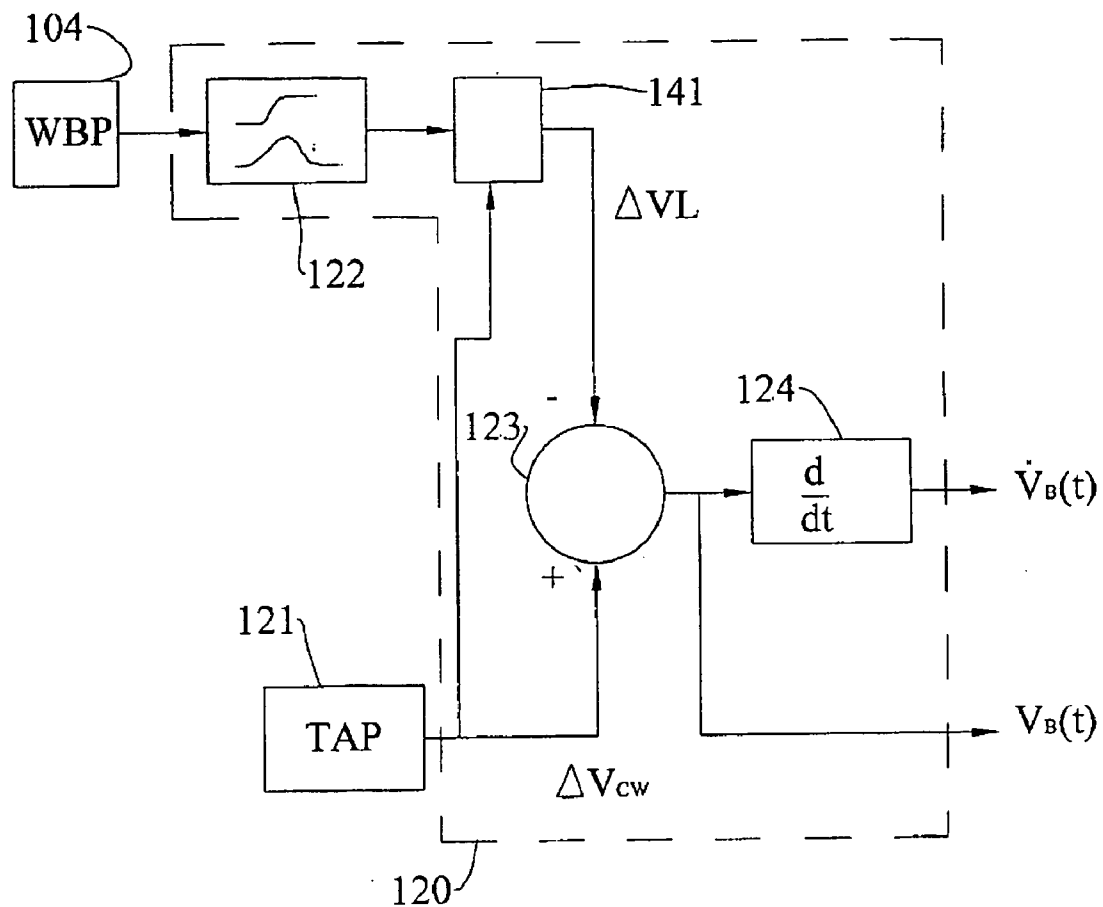 104
WBP
141
ΔVL
122
-
123
124
d
dt
V̇B(t)
+
121
TAP
VB(t)
ΔVCW
120